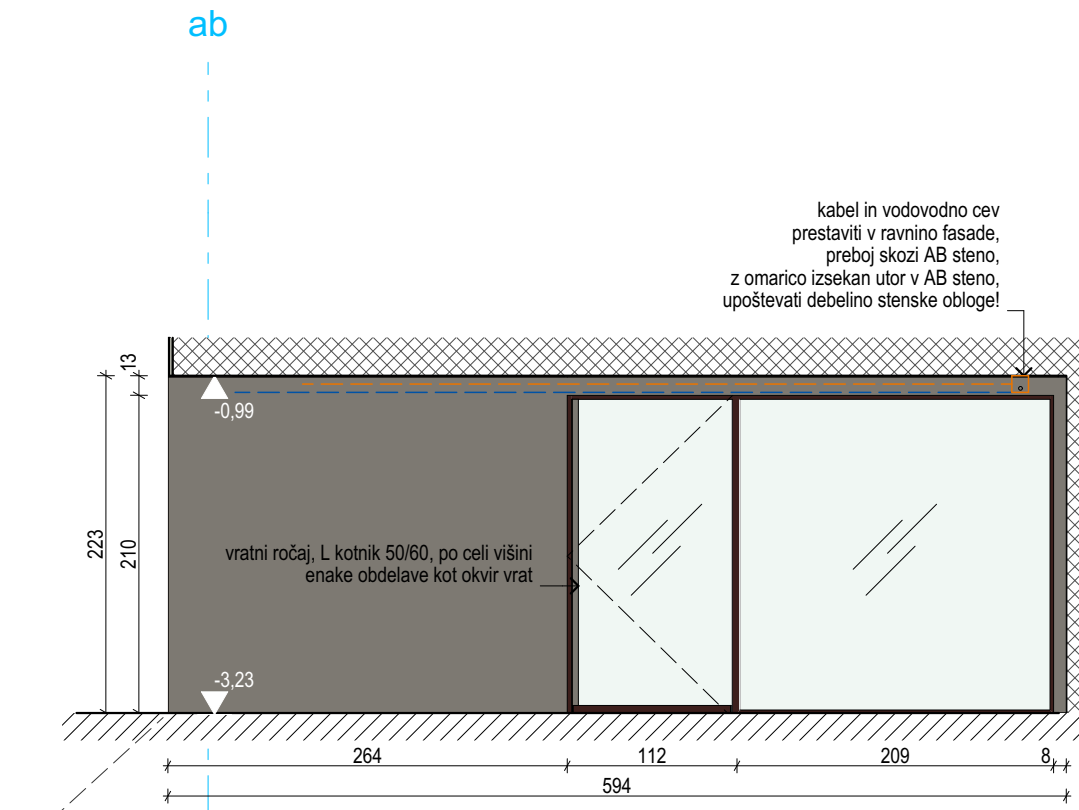 ab
kabel in vodovodno cev
prestaviti v ravnino fasade,
preboj skozi AB steno,
z omarico izsekan utor v AB steno,
upoštevati debelino stenske obloge!
13
-0,99
223
210
vratni ročaj, L kotnik 50/60, po celi višini
enake obdelave kot okvir vrat
-3,23
264
112
209
8
594